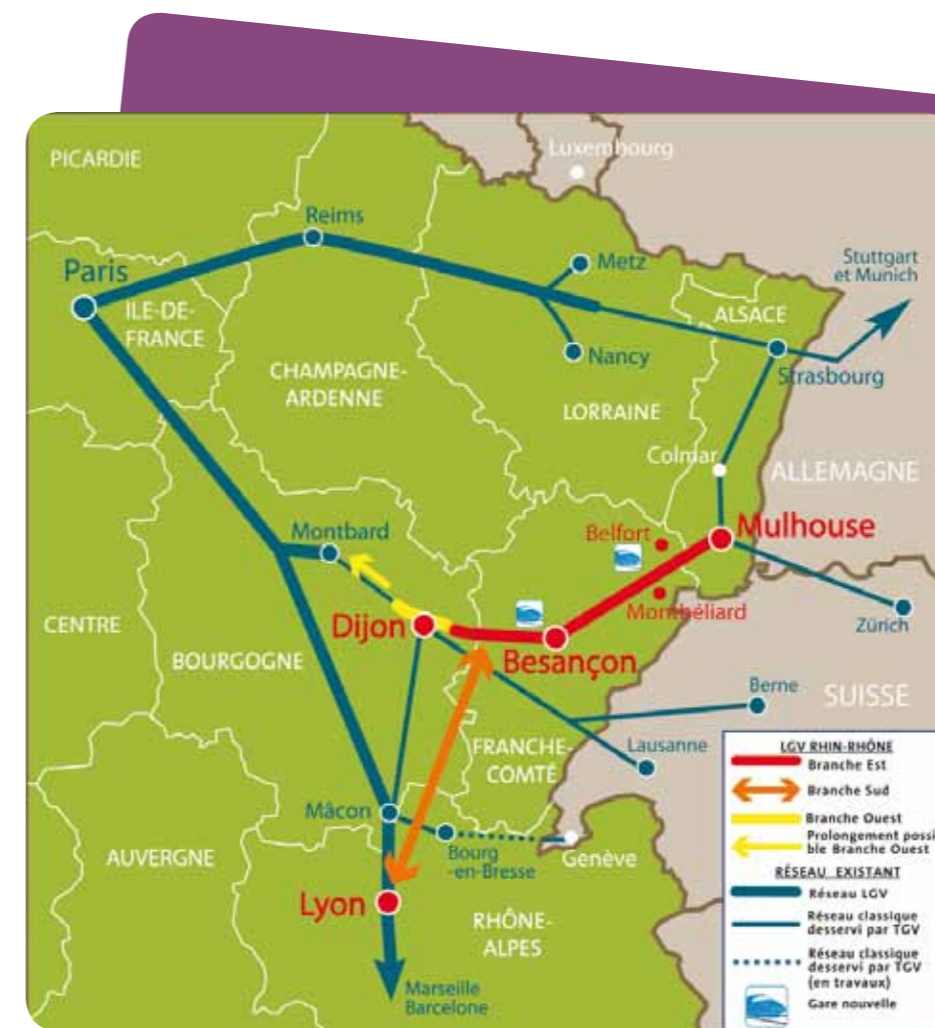 PICARDIE
Luxembourg
Reims
Paris
Metz
Stuttgart
et Munich
ILE-DE-
FRANCE
ALSACE
CHAMPAGNE-
ARDENNE
Nancy
Strasbourg
LORRAINE
Colmar
ALLEMAGNE
Montbard
Belfort
Mulhouse
Montbéliard
CENTRE
Dijon
Zürich
BOURGOGNE
Besançon
Berne
SUISSE
FRANCHE-
COMTÉ
Lausanne
Mâcon
Bourg
-en-Bresse
Genève
AUVERGNE
Lyon
RHÔNE-
ALPES
Marseille
Barcelone
LGV RHIN-RHÔNE
Branche Est
Branche Sud
Branche Ouest
Prolongement possi
ble Branche Ouest
RÉSEAU EXISTANT
Réseau LGV
Réseau classique
desservi par TGV
Réseau classique
desservi par TGV
(en travaux)
Gare nouvelle